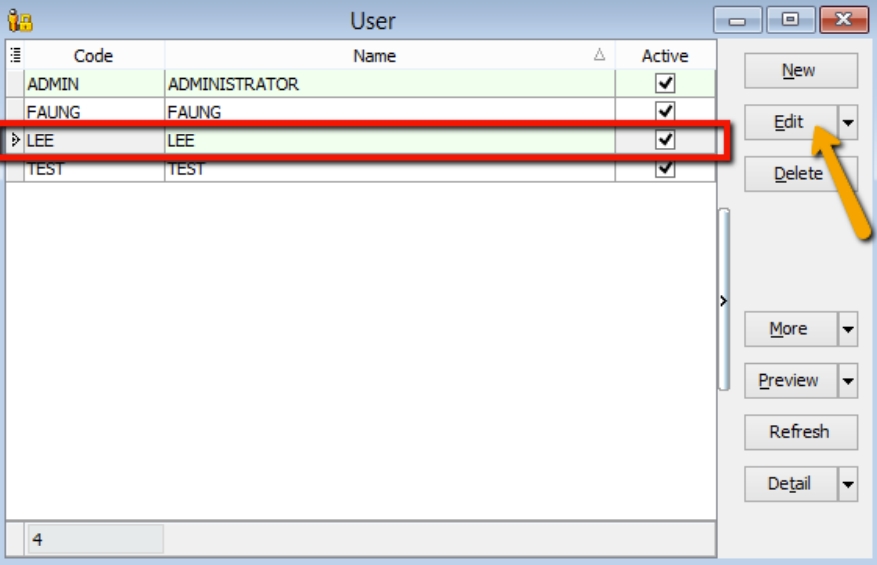 User
Code Name Active
ADMIN ADMINISTRATOR
FAUNG FAUNG
LEE LEE
TEST TEST
4
New
Edit
Delete
More
Preview
Refresh
Detail